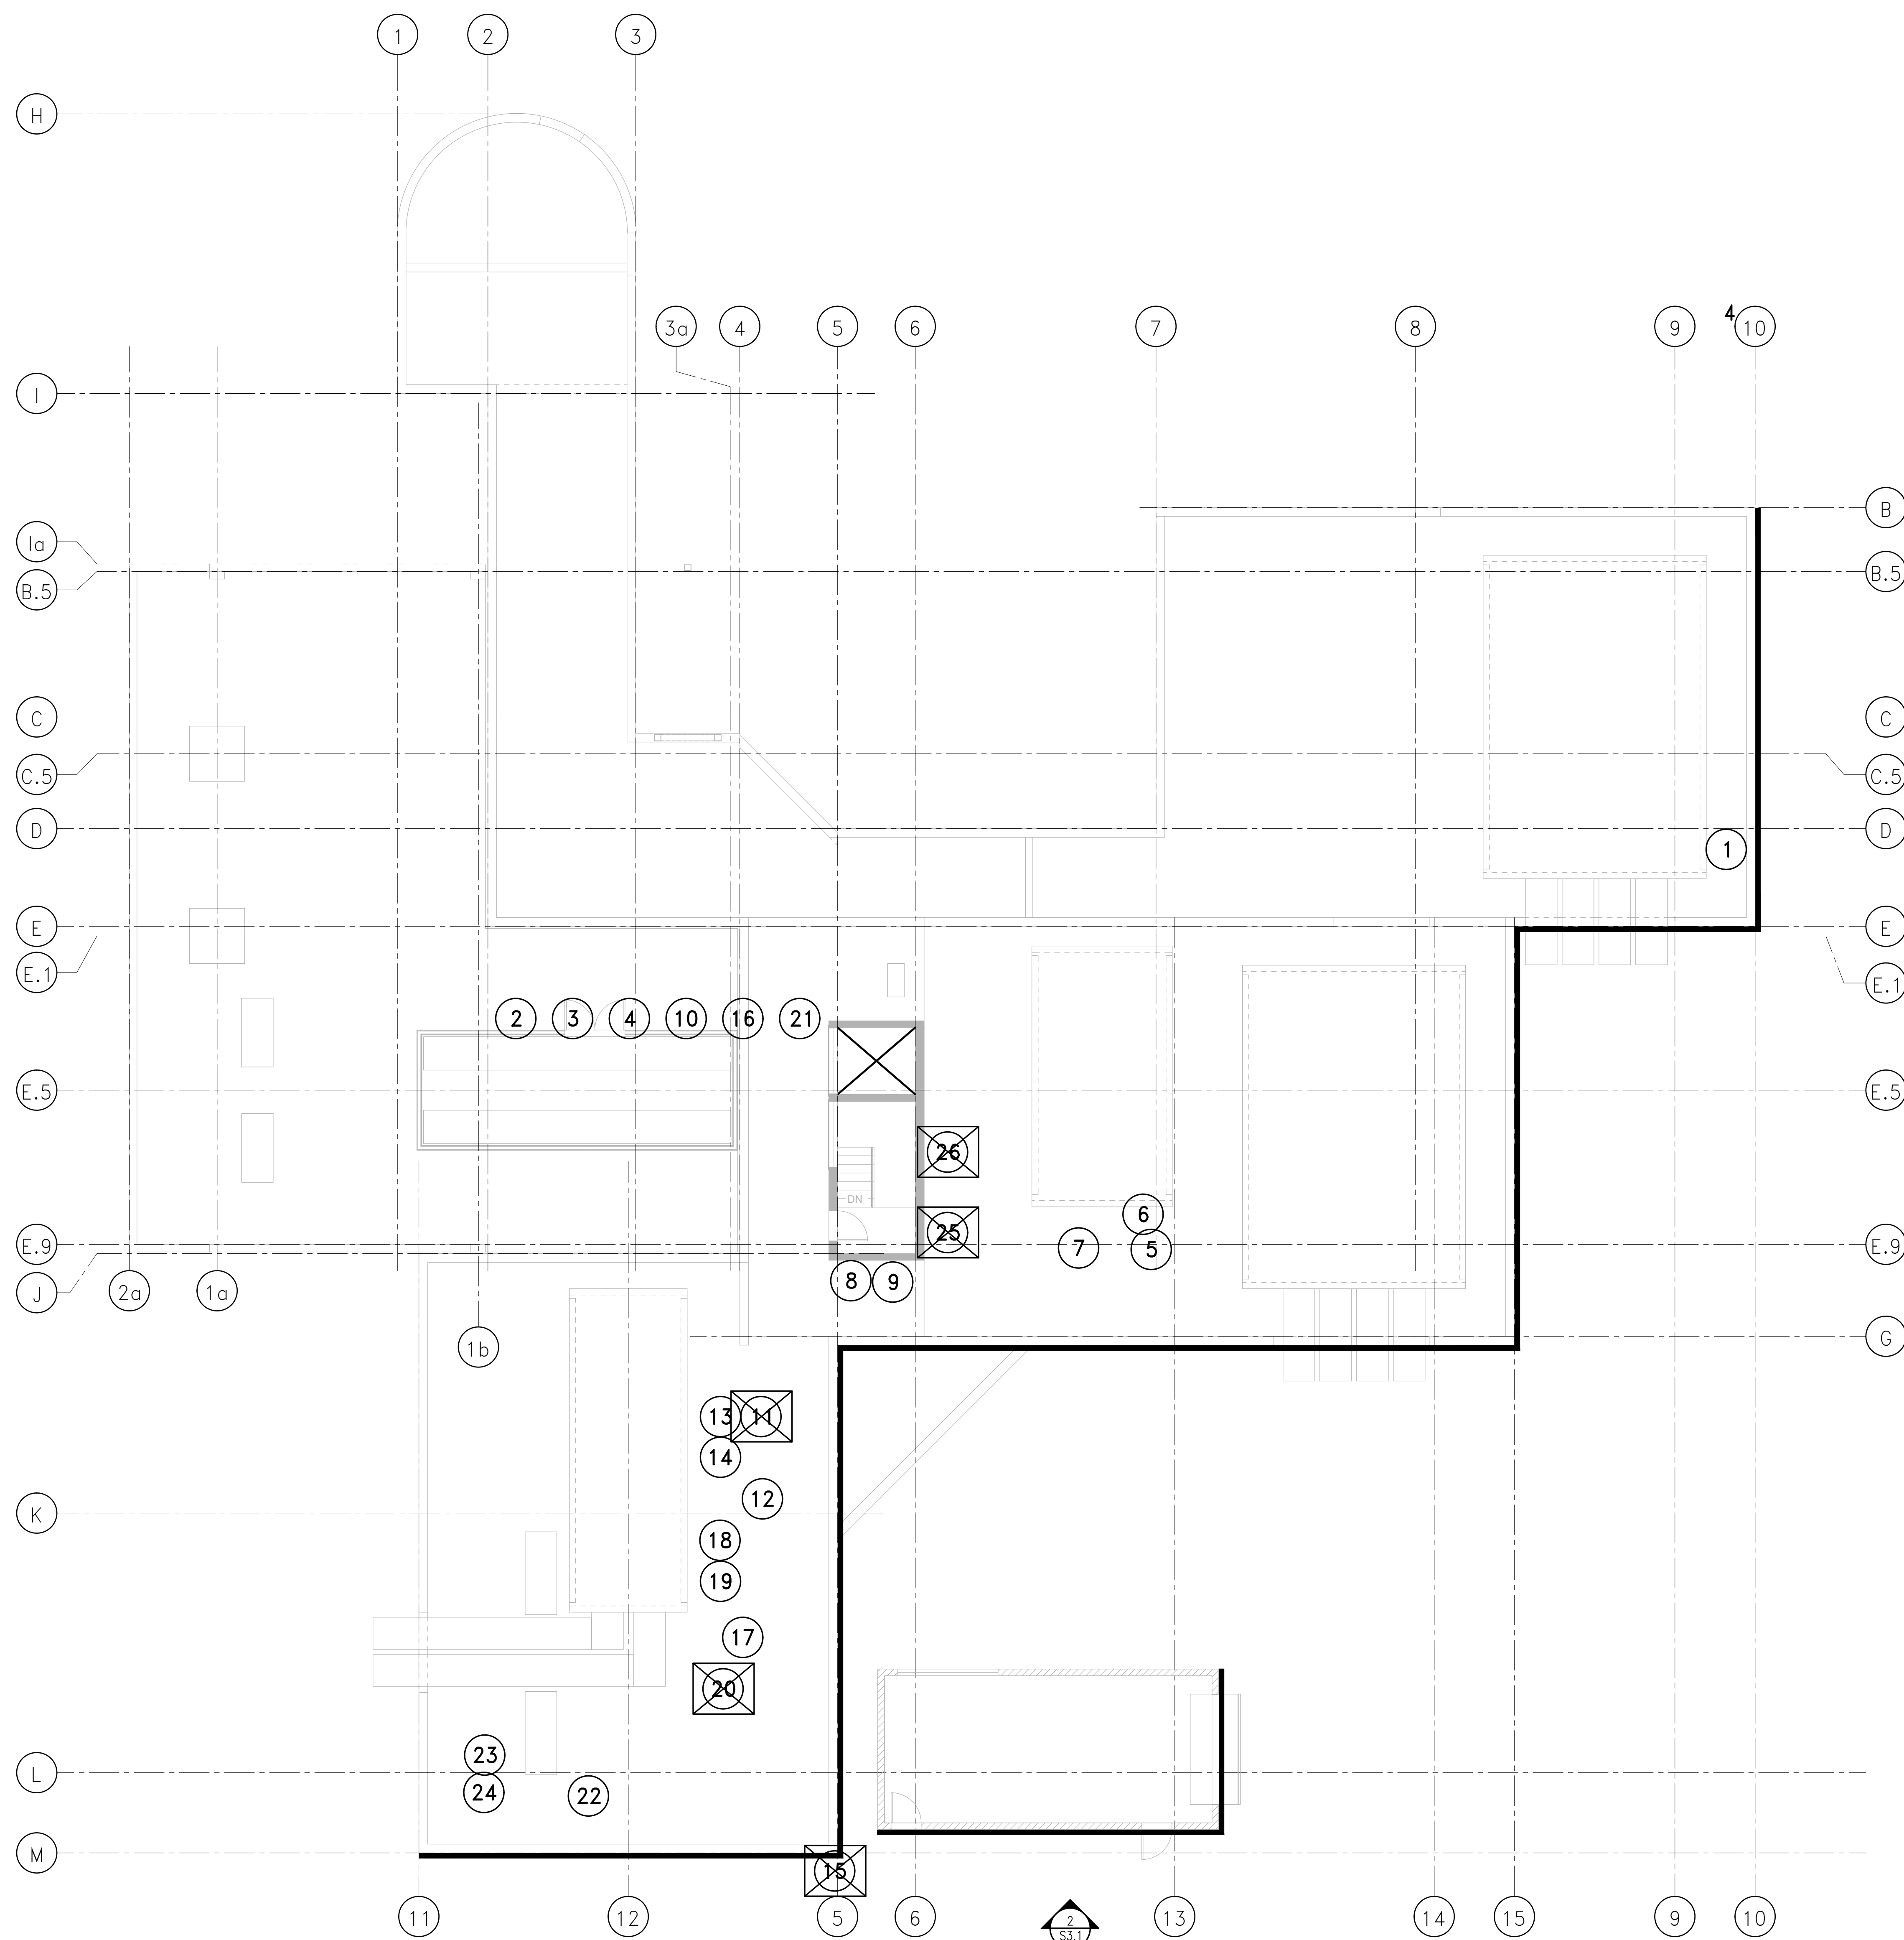 1 2 3
H
3a 4 5 6 7 8 9 4 10
I
B B
Ia
B.5 B.5
C C
C.5 C.5
D D
1
E E
E.1 E.1
2 3 4 10 16 21
E.5 E.5
26
DN
6
25
7 5
E.9 E.9
8 9
J 2a 1a
1b G
13 11
14
12
K
18
19
17
20
23
L
24 22
M
15
11 12 5 6 13 14 15 9 10
2
S3.1